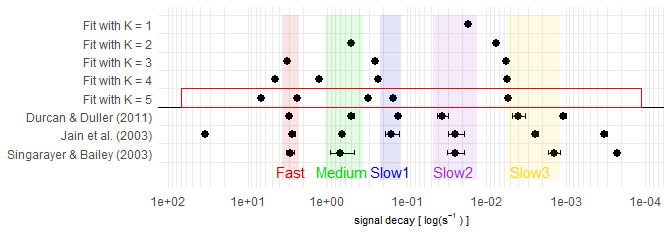 Fit with K = 1
Fit with K = 2
Fit with K = 3
Fit with K = 4
Fit with K = 5
Durcan & Duller (2011)
Jain et al. (2003)
Singarayer & Bailey (2003)
Fast Medium Slow1 Slow2 Slow3
1e+02 1e+01 1e+00 1e-01 1e-02 1e-03 1e-04
signal decay [ log(s⁻¹) ]